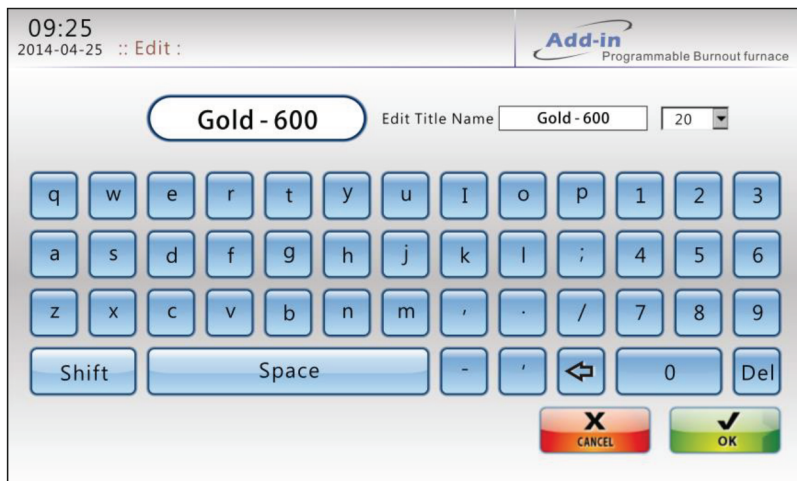 09:25
2014-04-25 :: Edit :
Add-in
Programmable Burnout furnace
Gold - 600 Edit Title Name Gold - 600 20
q w e r t y u I o p 1 2 3
a s d f g h j k l ; 4 5 6
z x c v b n m , . / 7 8 9
Shift Space - , 0 Del
X ✓
CANCEL OK